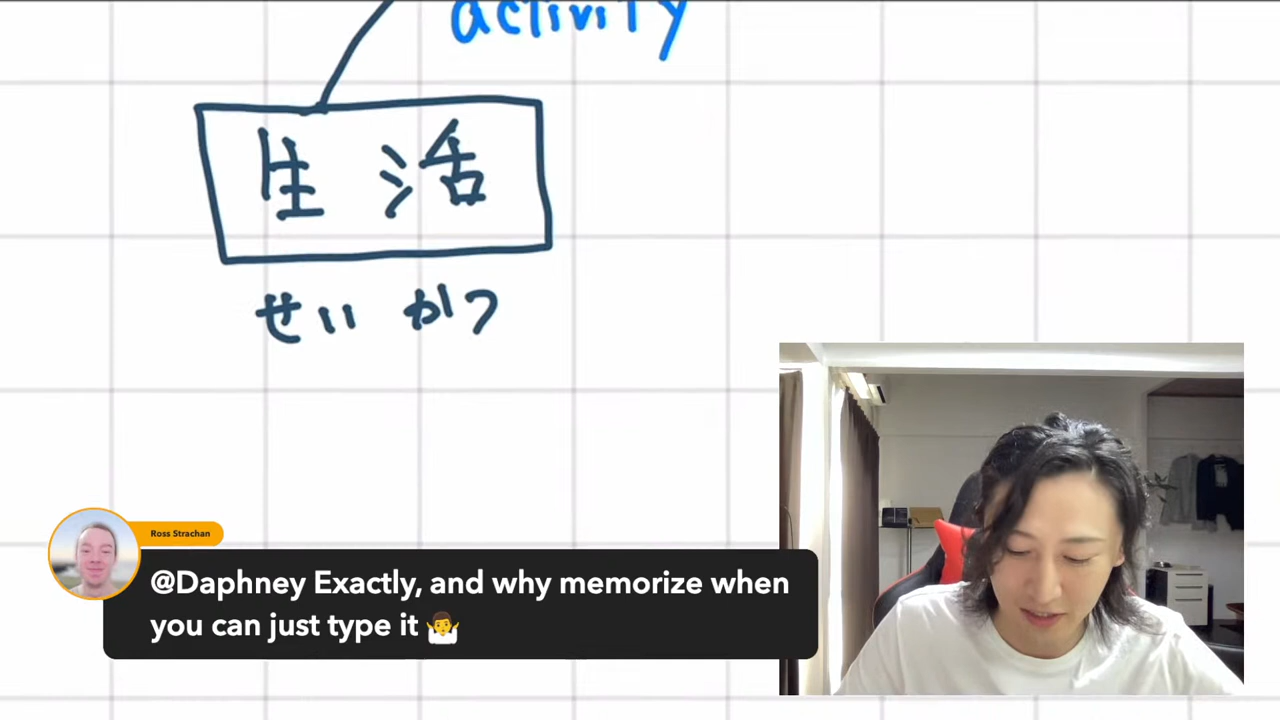 activity
生活
せいかつ
Ross Strachan
@Daphney Exactly, and why memorize when
you can just type it 🤷‍♂️